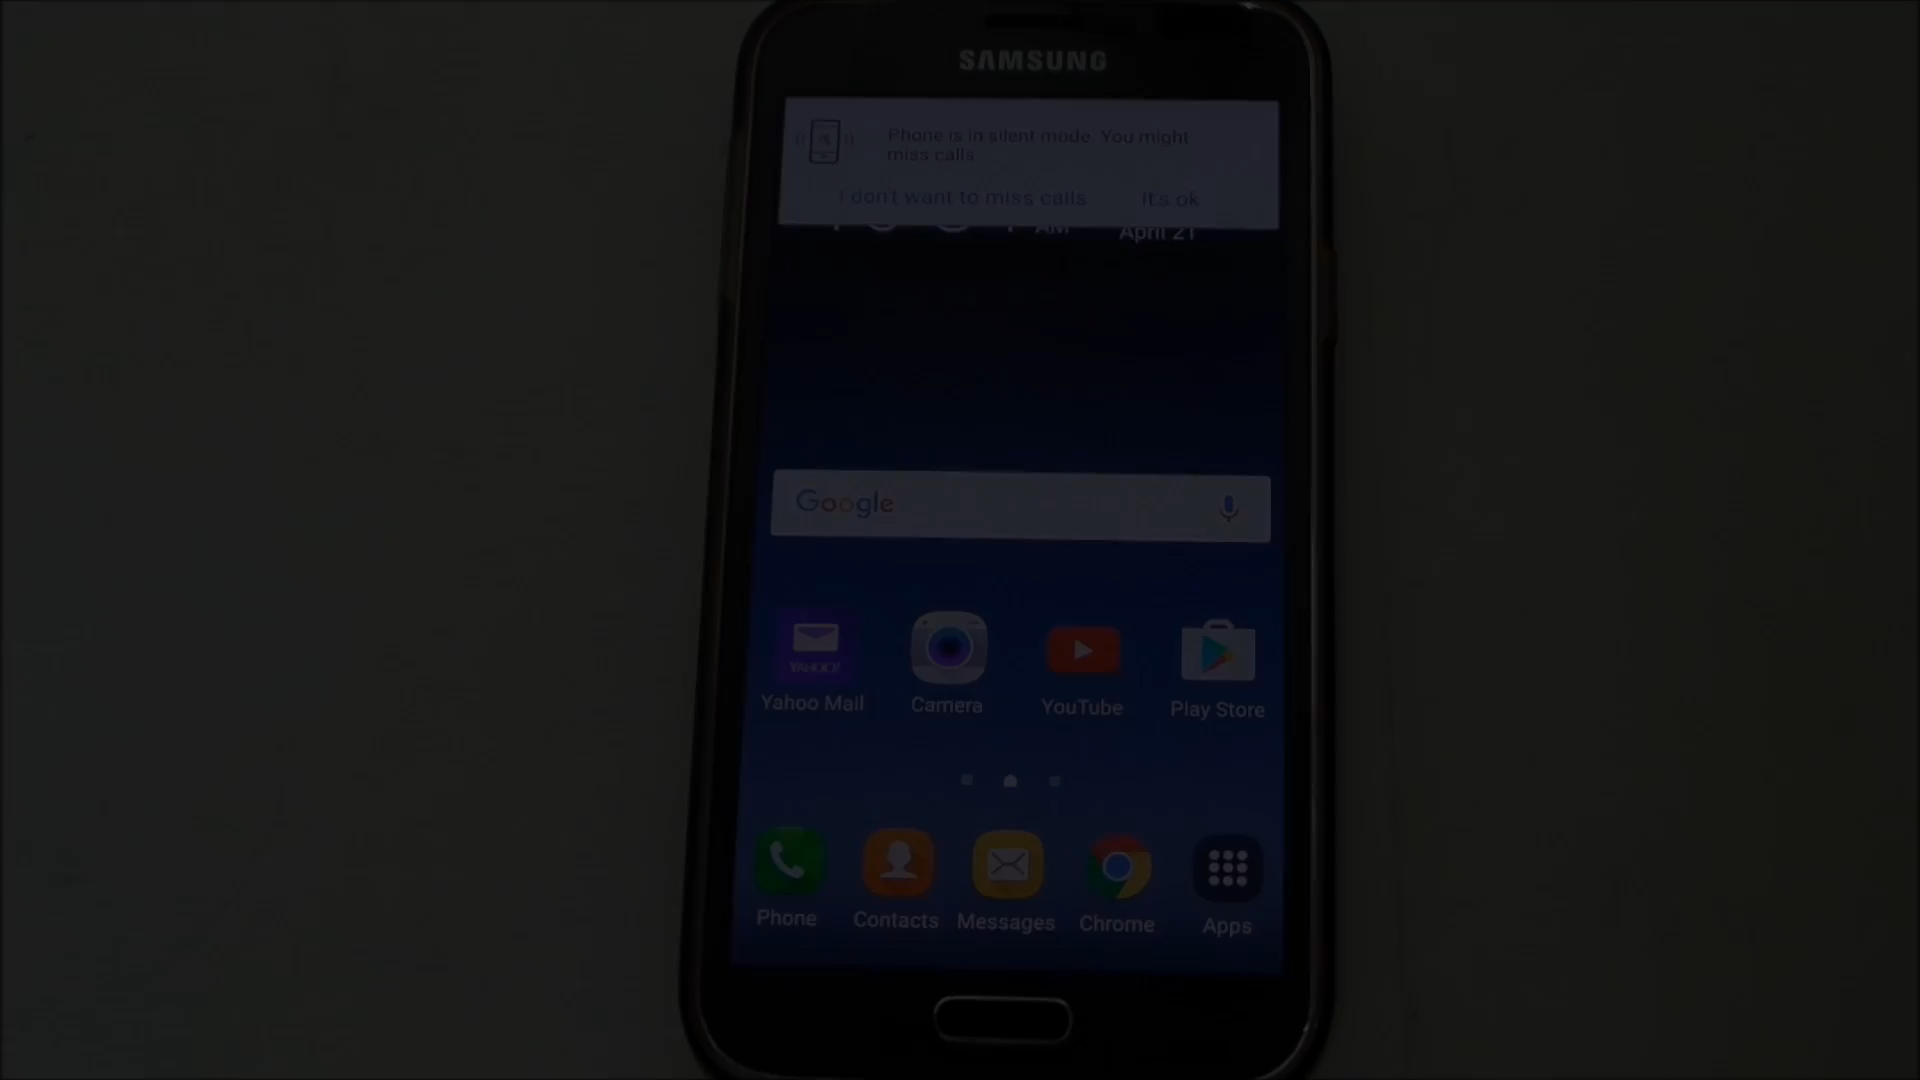 SAMSUNG
Phone is in silent mode. You might
miss calls
I don't want to miss calls It's ok
AM April 21
Google
YAHOO!
Yahoo Mail Camera YouTube Play Store
Phone Contacts Messages Chrome Apps